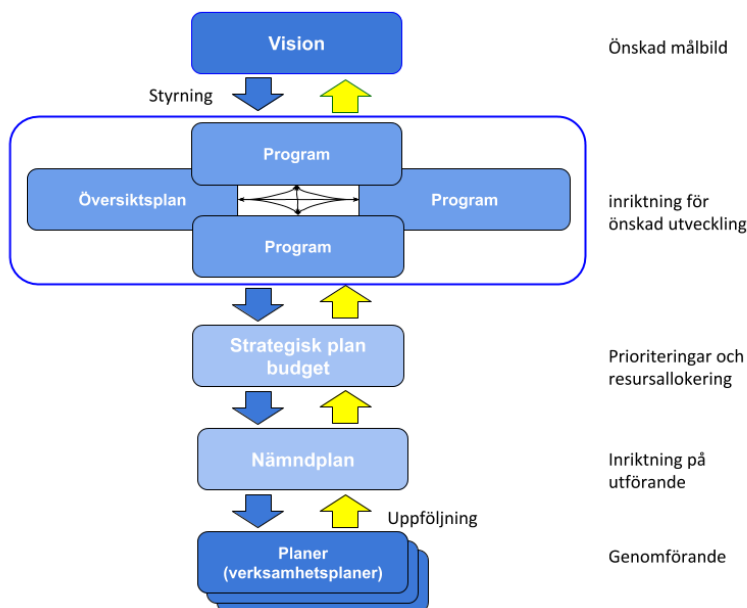 Vision
Önskad målbild
Styrning
Program
Översiktsplan
Program
Program
inriktning för
önskad utveckling
Strategisk plan
budget
Prioriteringar och
resursallokering
Nämndplan
Inriktning på
utförande
Uppföljning
Planer
(verksamhetsplaner)
Genomförande